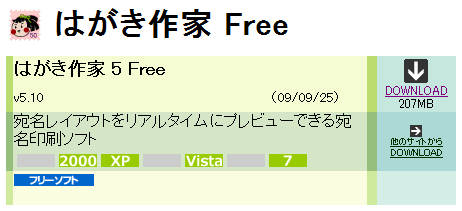 はがき作家 Free
はがき作家 5 Free
v5.10 (09/09/25)
宛名レイアウトをリアルタイムにプレビューできる宛
名印刷ソフト
2000 XP Vista 7
フリーソフト
DOWNLOAD
207MB
他のサイトから
DOWNLOAD